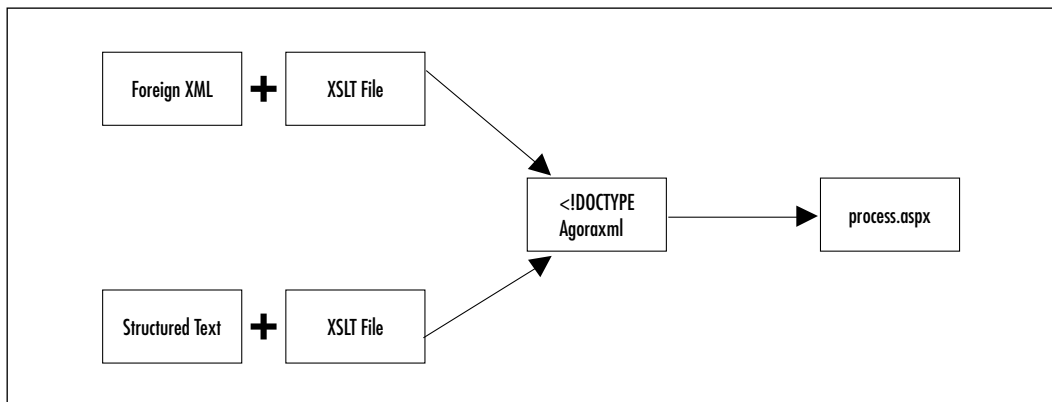 Foreign XML + XSLT File
<!DOCTYPE
Agoraxml
process.aspx
Structured Text + XSLT File